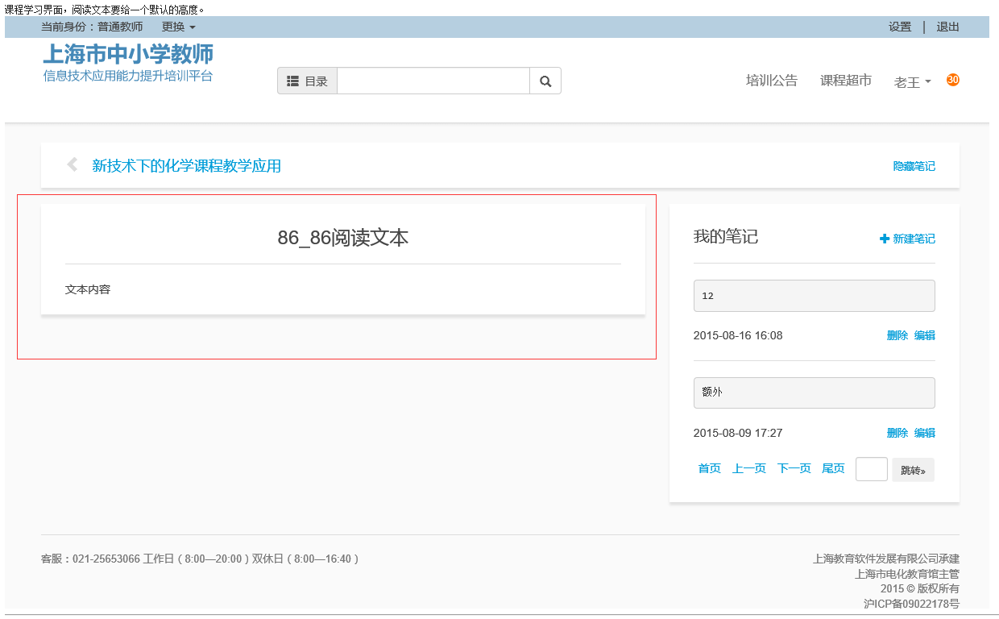 课程学习界面，阅读文本要给一个默认的高度。
当前身份：普通教师 更换 设置 | 退出
上海市中小学教师
信息技术应用能力提升培训平台
目录
培训公告 课程超市 老王 30
新技术下的化学课程教学应用 隐藏笔记
86_86阅读文本
文本内容
我的笔记 新建笔记
12
2015-08-16 16:08 删除 编辑
额外
2015-08-09 17:27 删除 编辑
首页 上一页 下一页 尾页 跳转»
客服：021-25653066 工作日（8:00—20:00）双休日（8:00—16:40）
上海教育软件发展有限公司承建
上海市电化教育馆主管
2015 © 版权所有
沪ICP备09022178号